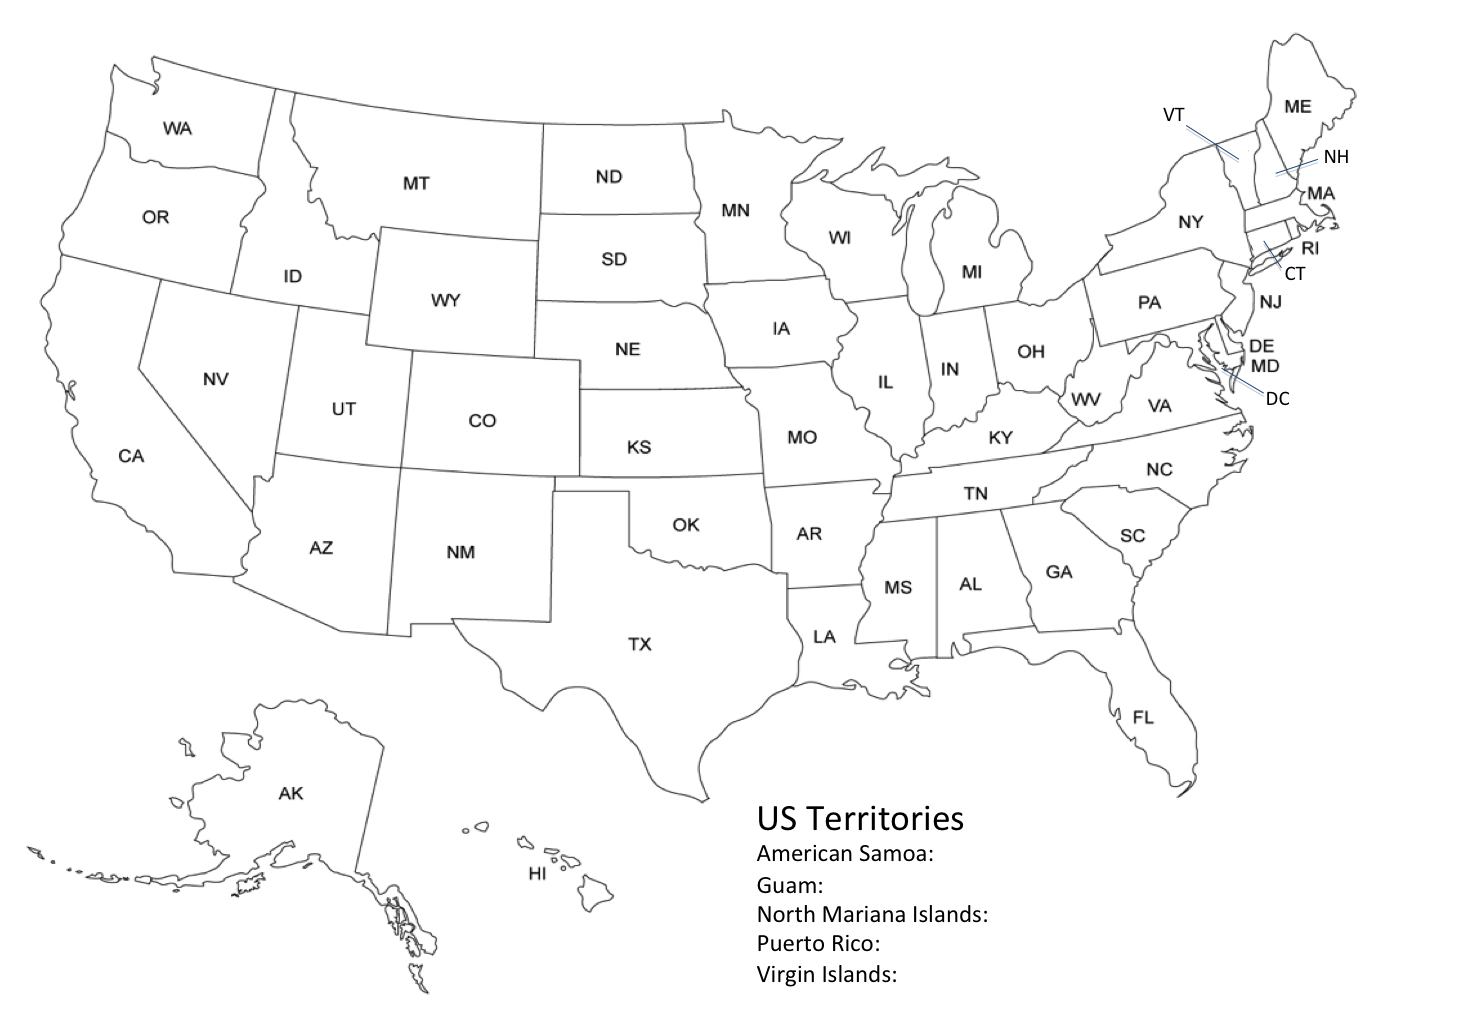 ME
VT
WA
NH
ND
MT
MA
MN
OR
NY
WI
RI
SD
MI
CT
ID
WY
PA
NJ
IA
DE
NE
OH
MD
IN
NV
IL
DC
WV
UT
VA
CO
MO
KY
KS
CA
NC
TN
OK
AR
SC
AZ
NM
GA
AL
MS
LA
TX
FL
AK
HI
US Territories
American Samoa:
Guam:
North Mariana Islands:
Puerto Rico:
Virgin Islands: